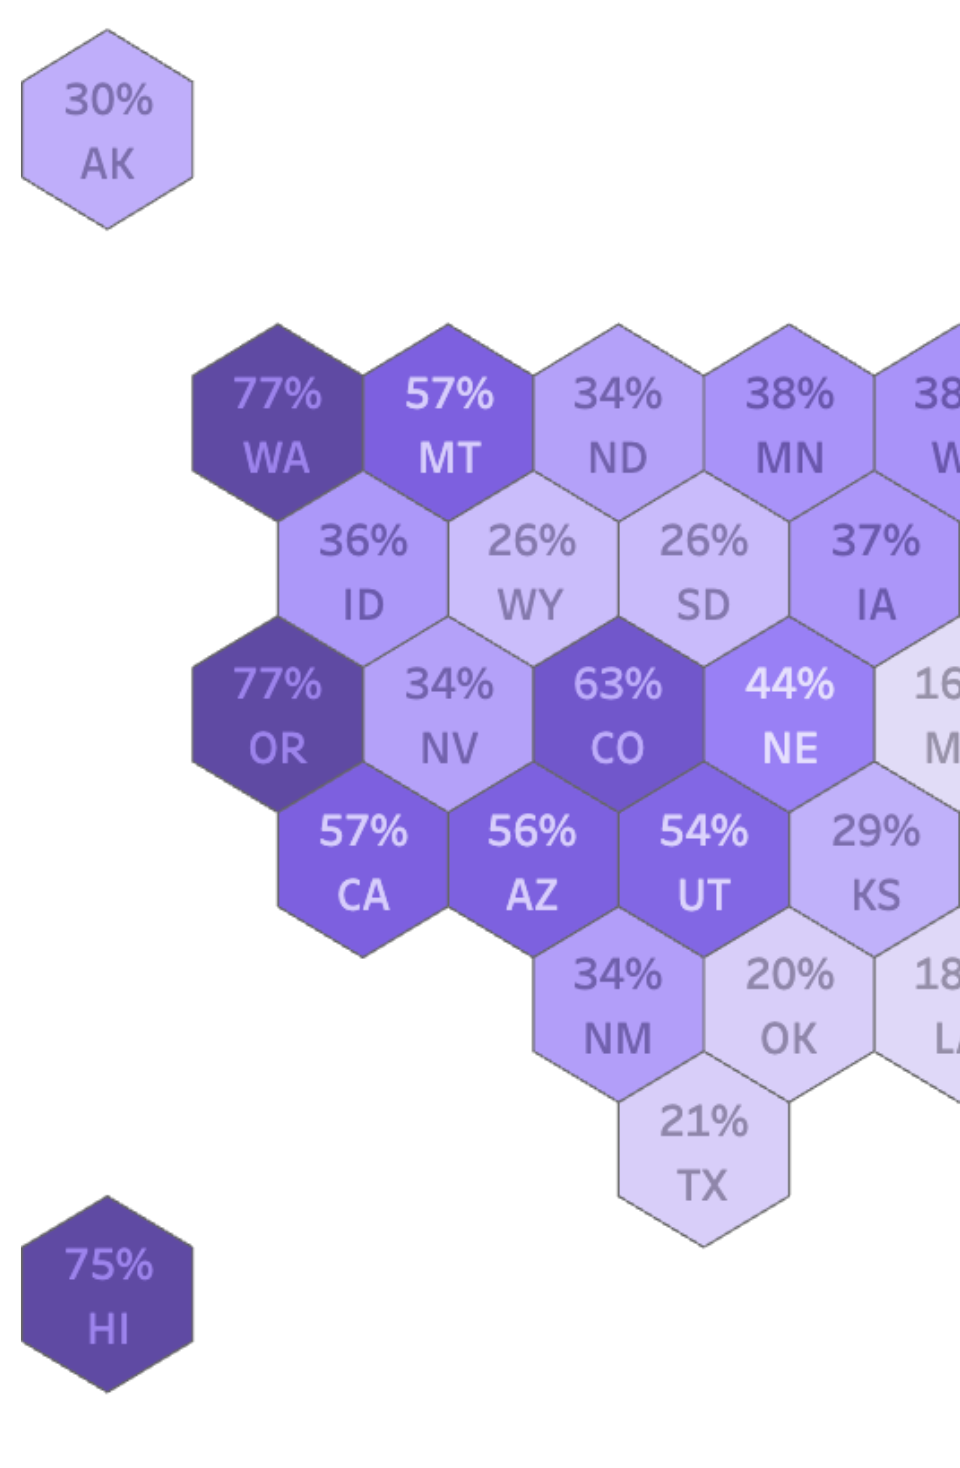 30%
AK
77%
WA
57%
MT
34%
ND
38%
MN
38
W
36%
ID
26%
WY
26%
SD
37%
IA
77%
OR
34%
NV
63%
CO
44%
NE
16
M
57%
CA
56%
AZ
54%
UT
29%
KS
34%
NM
20%
OK
18
LA
21%
TX
75%
HI